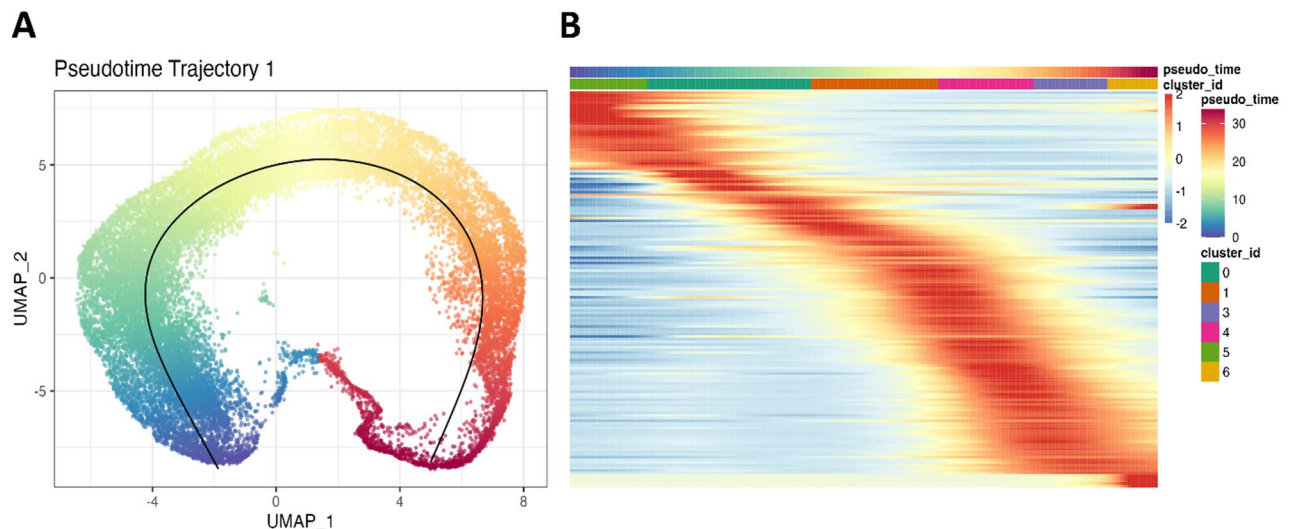 A
B
Pseudotime Trajectory 1
UMAP_2
5
0
-5
-4
0
4
8
UMAP_1
pseudo_time
cluster_id
2
1
0
-1
-2
pseudo_time
30
20
10
0
cluster_id
0
1
3
4
5
6